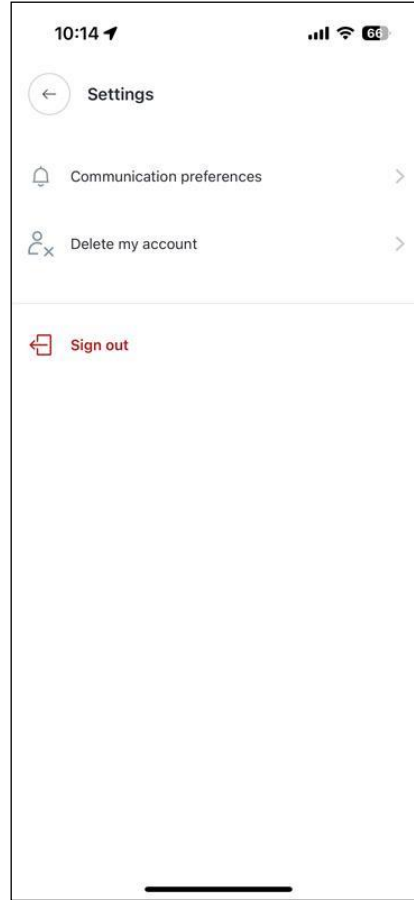 10:14
66
Settings
Communication preferences
Delete my account
Sign out